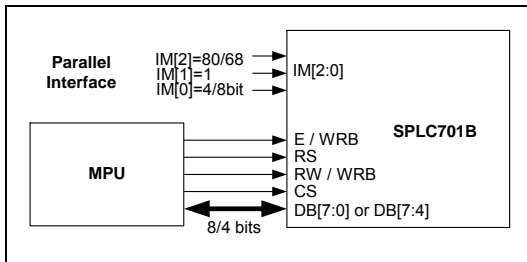 Parallel
Interface
IM[2]=80/68
IM[1]=1
IM[0]=4/8bit
IM[2:0]
SPLC701B
MPU
E / WRB
RS
RW / WRB
CS
DB[7:0] or DB[7:4]
8/4 bits